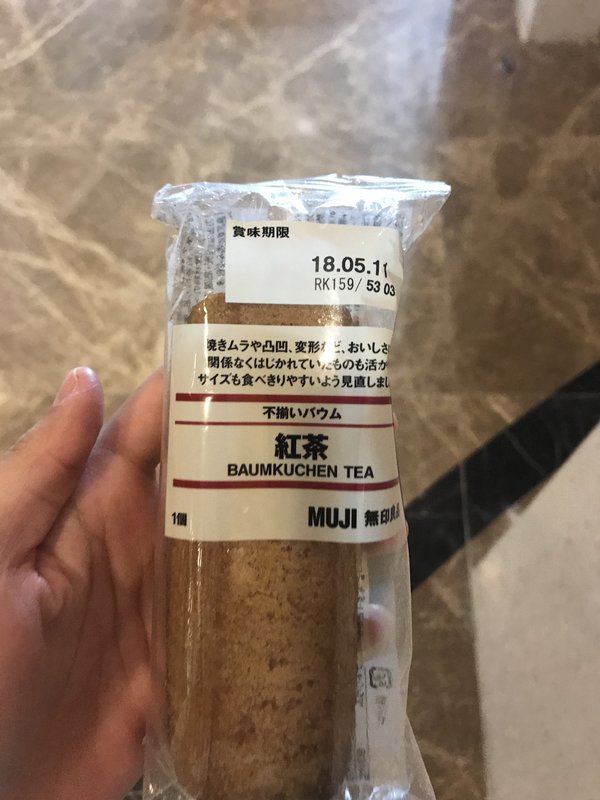 賞味期限
18.05.11
RK159/ 53 03
焼きムラや凸凹、変形など、おいしさに
関係なくはじかれていたものも活か
サイズも食べきりやすいよう見直しまし
不揃いバウム
紅茶
BAUMKUCHEN TEA
1個
MUJI 無印良品